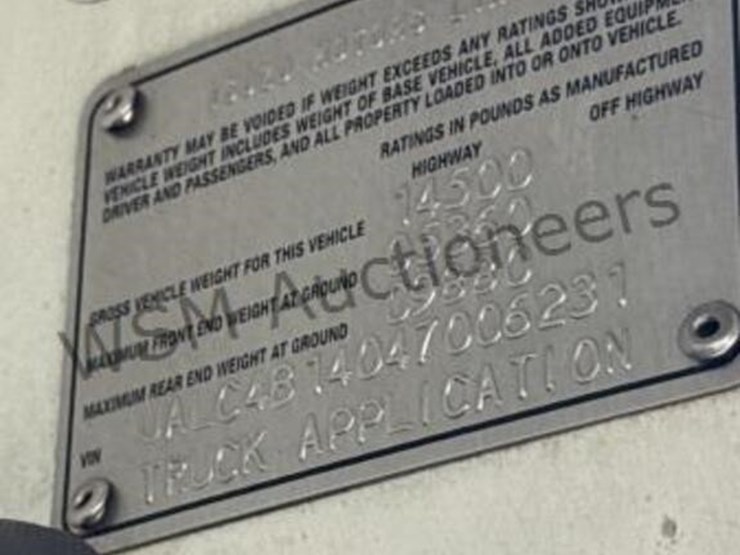 ISUZU MOTORS
WARRANTY MAY BE VOIDED IF WEIGHT EXCEEDS ANY RATINGS
VEHICLE WEIGHT INCLUDES WEIGHT OF BASE VEHICLE, ALL ADDED
DRIVER AND PASSENGERS, AND ALL PROPERTY LOADED INTO OR ONTO VEHICLE.
RATINGS IN POUNDS AS MANUFACTURED
HIGHWAY OFF HIGHWAY
GROSS VEHICLE WEIGHT FOR THIS VEHICLE 14500
MAXIMUM FRONT END WEIGHT AT GROUND
MAXIMUM REAR END WEIGHT AT GROUND
VIN JALC4B14047006231
TRUCK APPLICATION
WSM Auctioneers